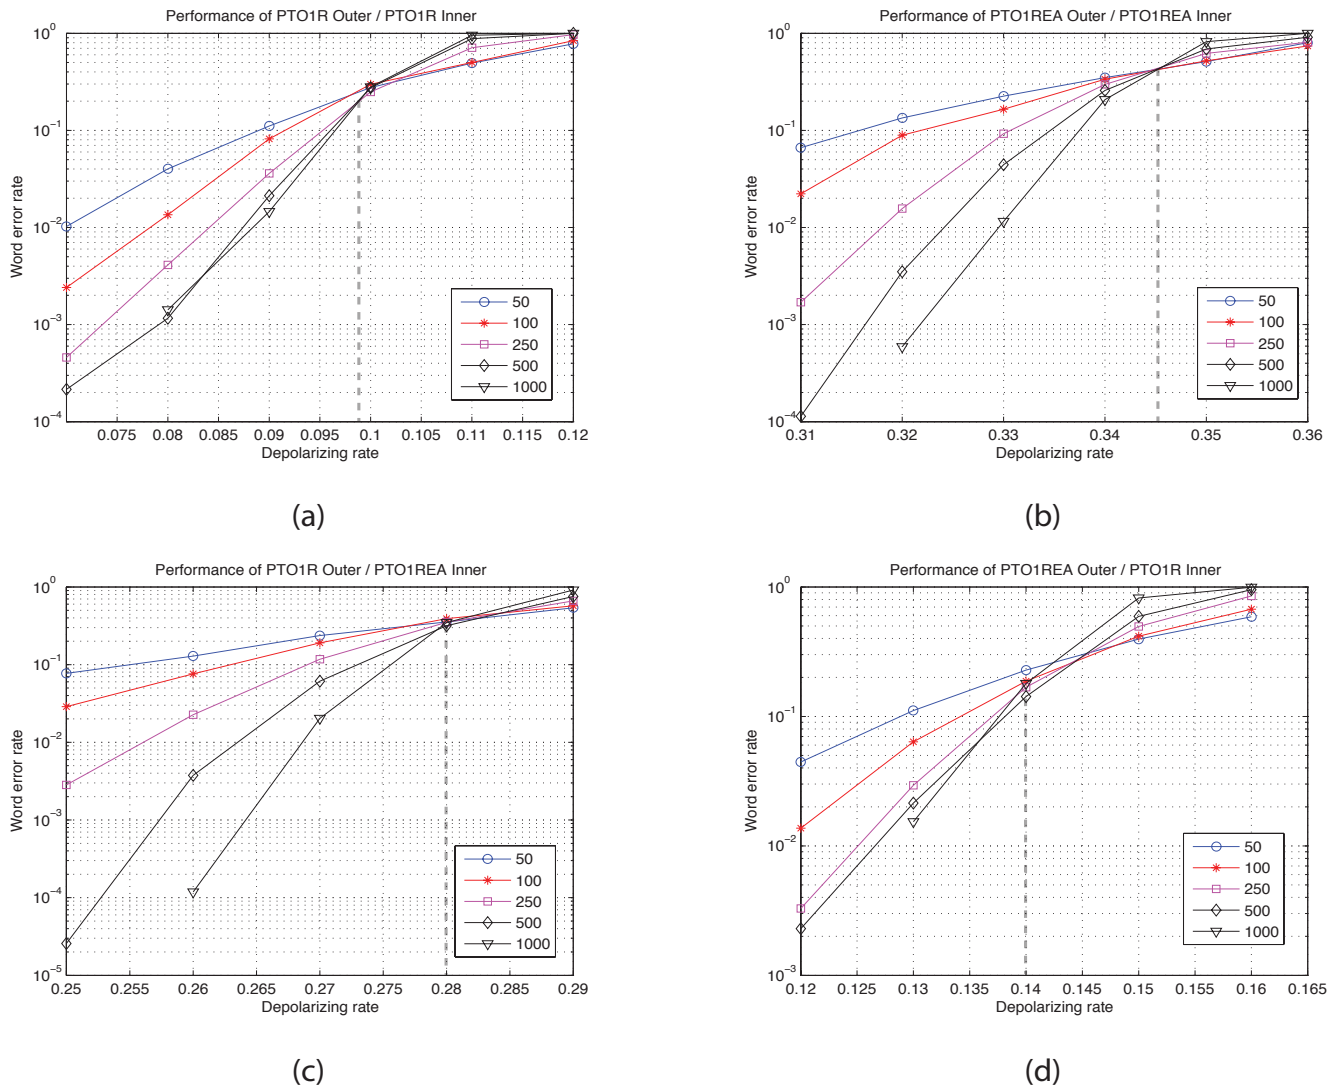 Performance of PTO1R Outer / PTO1R Inner
10^0
10^-1
10^-2
10^-3
10^-4
Word error rate
50
100
250
500
1000
0.075 0.08 0.085 0.09 0.095 0.1 0.105 0.11 0.115 0.12
Depolarizing rate
(a)
Performance of PTO1REA Outer / PTO1REA Inner
10^0
10^-1
10^-2
10^-3
10^-4
Word error rate
50
100
250
500
1000
0.31 0.32 0.33 0.34 0.35 0.36
Depolarizing rate
(b)
Performance of PTO1R Outer / PTO1REA Inner
10^0
10^-1
10^-2
10^-3
10^-4
10^-5
Word error rate
50
100
250
500
1000
0.25 0.255 0.26 0.265 0.27 0.275 0.28 0.285 0.29
Depolarizing rate
(c)
Performance of PTO1REA Outer / PTO1R Inner
10^0
10^-1
10^-2
10^-3
Word error rate
50
100
250
500
1000
0.12 0.125 0.13 0.135 0.14 0.145 0.15 0.155 0.16 0.165
Depolarizing rate
(d)